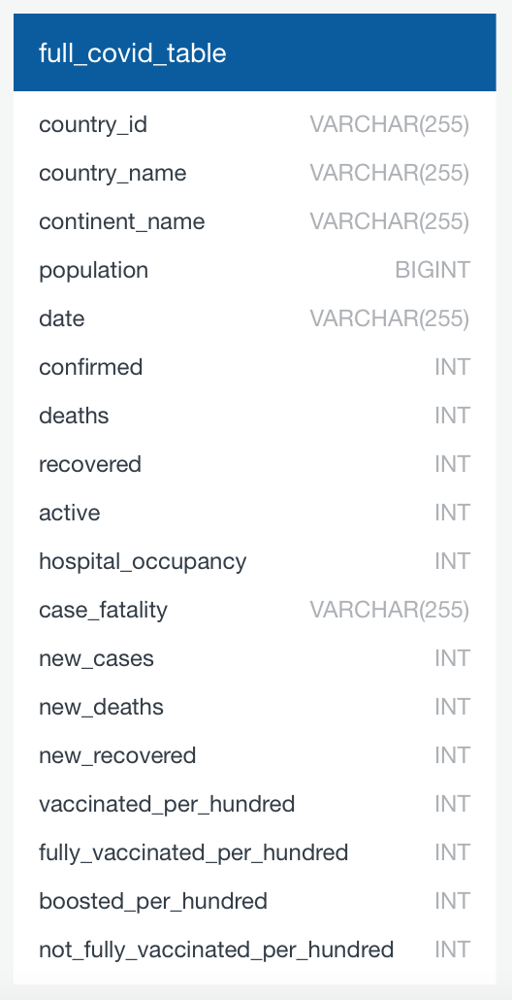 full_covid_table
country_id VARCHAR(255)
country_name VARCHAR(255)
continent_name VARCHAR(255)
population BIGINT
date VARCHAR(255)
confirmed INT
deaths INT
recovered INT
active INT
hospital_occupancy INT
case_fatality VARCHAR(255)
new_cases INT
new_deaths INT
new_recovered INT
vaccinated_per_hundred INT
fully_vaccinated_per_hundred INT
boosted_per_hundred INT
not_fully_vaccinated_per_hundred INT